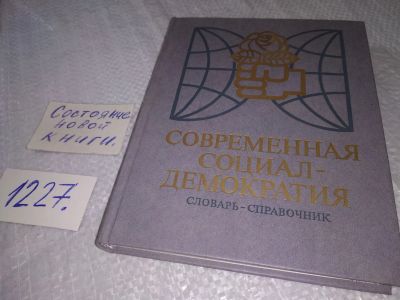 Состояние
новой
книги.
1227.
СОВРЕМЕННАЯ
СОЦИАЛ-
ДЕМОКРАТИЯ
СЛОВАРЬ-СПРАВОЧНИК